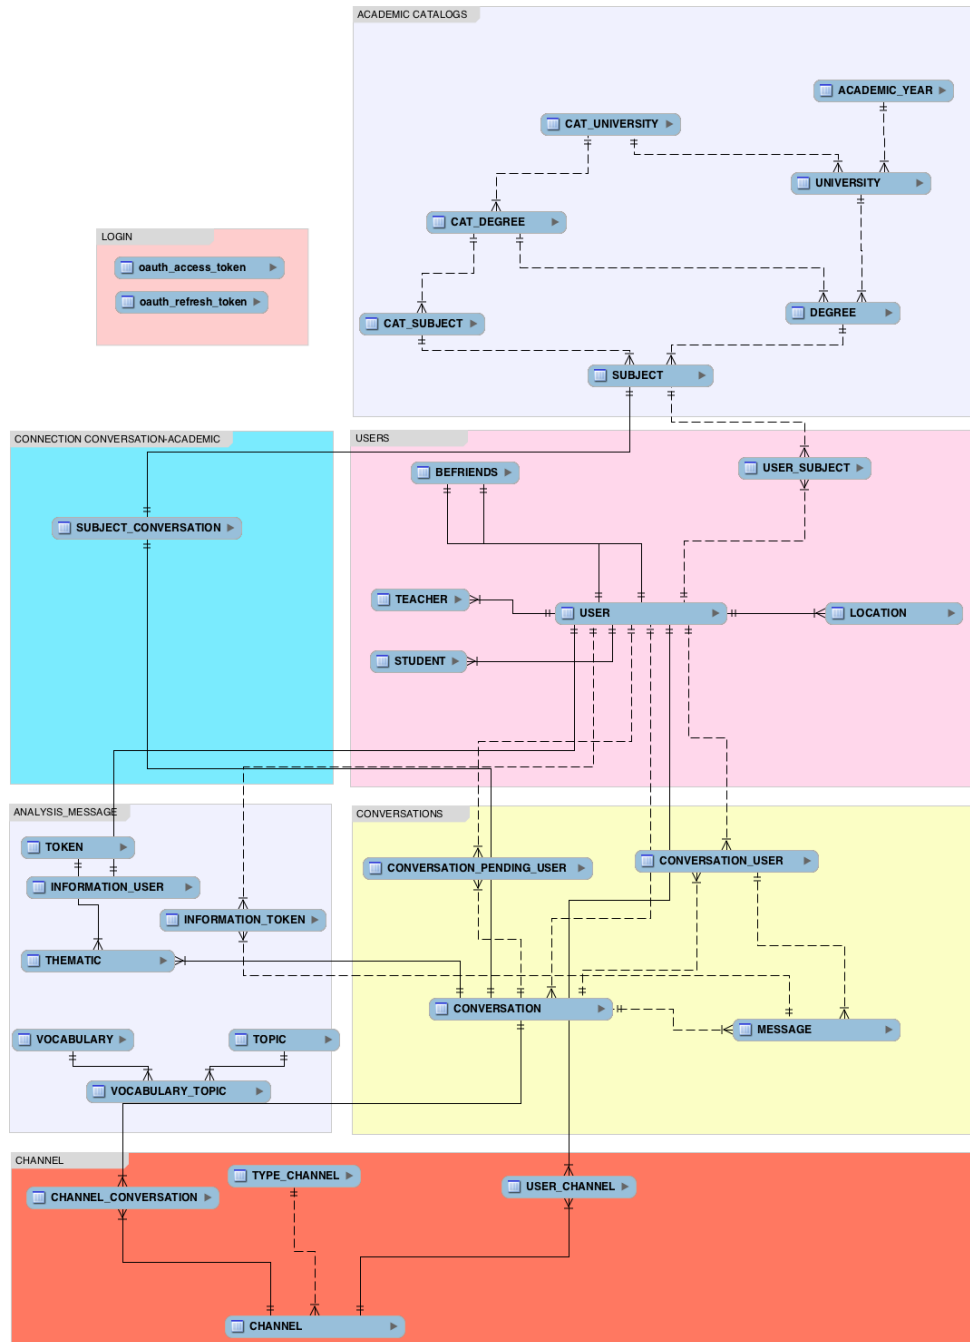 ACADEMIC CATALOGS
ACADEMIC_YEAR
CAT_UNIVERSITY
UNIVERSITY
CAT_DEGREE
LOGIN
oauth_access_token
oauth_refresh_token
DEGREE
CAT_SUBJECT
SUBJECT
CONNECTION CONVERSATION-ACADEMIC
SUBJECT_CONVERSATION
USERS
BEFRIENDS
USER_SUBJECT
TEACHER
USER
LOCATION
STUDENT
ANALYSIS_MESSAGE
TOKEN
INFORMATION_USER
INFORMATION_TOKEN
THEMATIC
VOCABULARY
TOPIC
VOCABULARY_TOPIC
CONVERSATIONS
CONVERSATION_PENDING_USER
CONVERSATION_USER
CONVERSATION
MESSAGE
CHANNEL
TYPE_CHANNEL
CHANNEL_CONVERSATION
USER_CHANNEL
CHANNEL